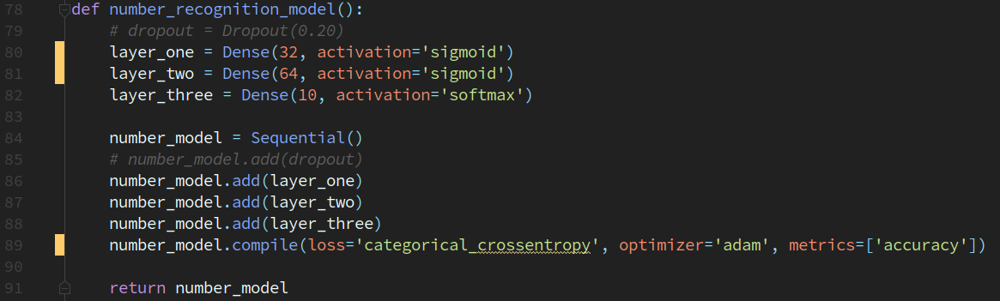 78 def number_recognition_model():
79     # dropout = Dropout(0.20)
80     layer_one = Dense(32, activation='sigmoid')
81     layer_two = Dense(64, activation='sigmoid')
82     layer_three = Dense(10, activation='softmax')
83
84     number_model = Sequential()
85     # number_model.add(dropout)
86     number_model.add(layer_one)
87     number_model.add(layer_two)
88     number_model.add(layer_three)
89     number_model.compile(loss='categorical_crossentropy', optimizer='adam', metrics=['accuracy'])
90
91     return number_model